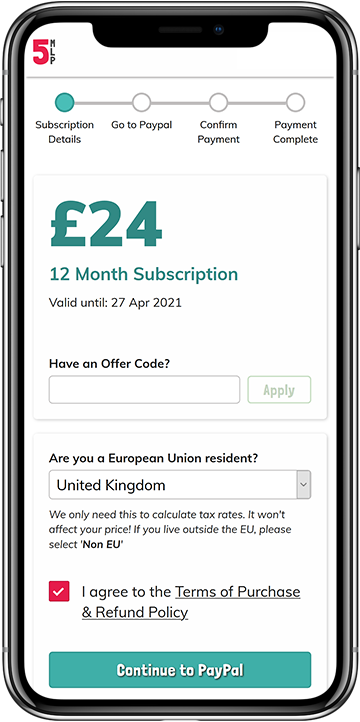 5
MLP
Subscription Details
Go to Paypal
Confirm Payment
Payment Complete
£24
12 Month Subscription
Valid until: 27 Apr 2021
Have an Offer Code?
Apply
Are you a European Union resident?
United Kingdom
We only need this to calculate tax rates. It won't
affect your price! If you live outside the EU, please
select 'Non EU'
I agree to the Terms of Purchase
& Refund Policy
Continue to PayPal